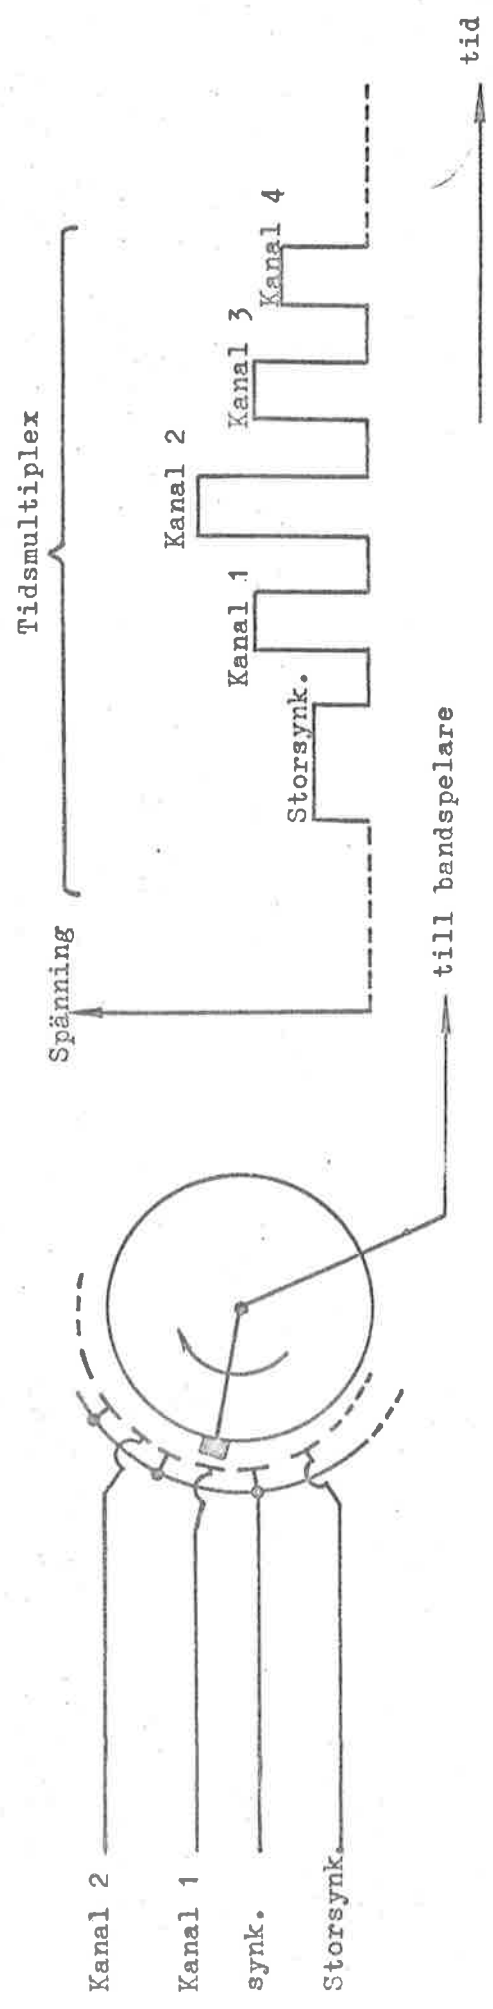 Kanal 2
Kanal 1
synk.
Storsynk.
till bandspelare
Spänning
Tidsmultiplex
Storsynk.
Kanal 1
Kanal 2
Kanal 3
Kanal 4
tid